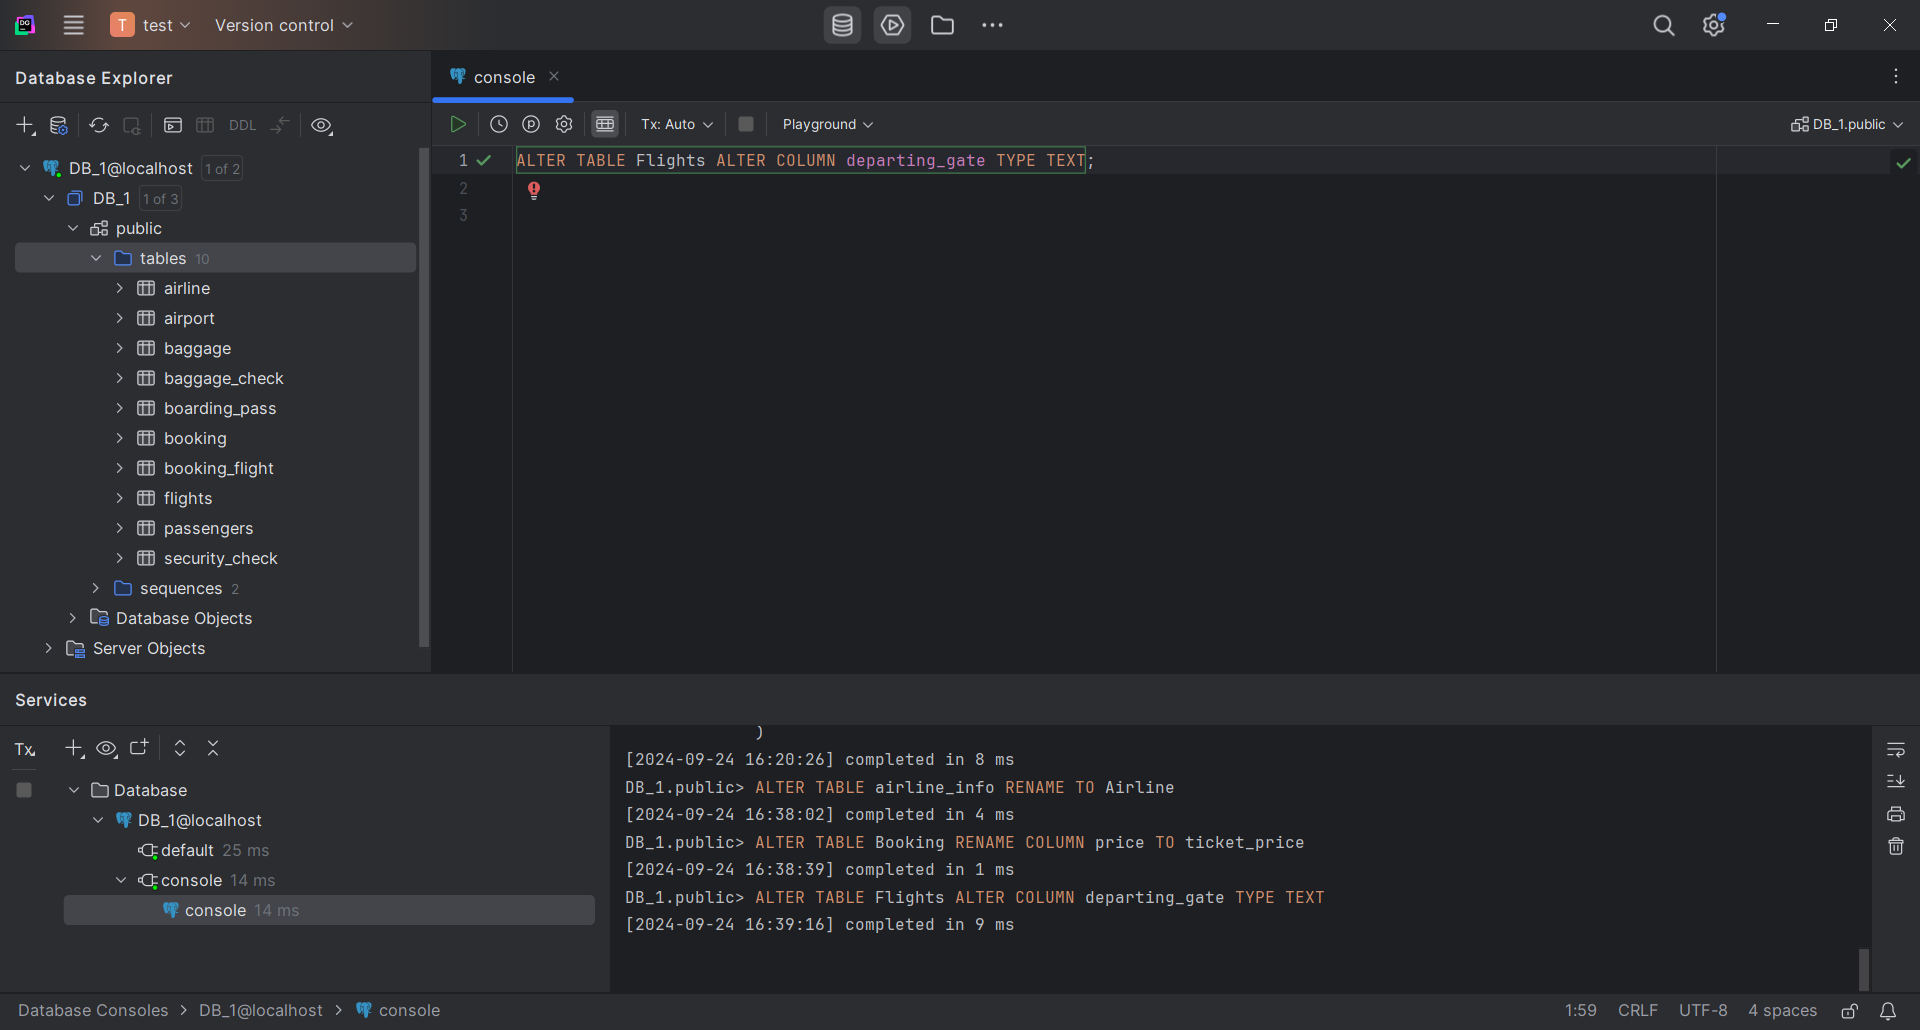 T test Version control
Database Explorer
console
DDL
Tx: Auto Playground DB_1.public
DB_1@localhost 1 of 2
DB_1 1 of 3
public
tables 10
airline
airport
baggage
baggage_check
boarding_pass
booking
booking_flight
flights
passengers
security_check
sequences 2
Database Objects
Server Objects
1 ALTER TABLE Flights ALTER COLUMN departing_gate TYPE TEXT;
2
3
Services
Tx
Database
DB_1@localhost
default 25 ms
console 14 ms
console 14 ms
)
[2024-09-24 16:20:26] completed in 8 ms
DB_1.public> ALTER TABLE airline_info RENAME TO Airline
[2024-09-24 16:38:02] completed in 4 ms
DB_1.public> ALTER TABLE Booking RENAME COLUMN price TO ticket_price
[2024-09-24 16:38:39] completed in 1 ms
DB_1.public> ALTER TABLE Flights ALTER COLUMN departing_gate TYPE TEXT
[2024-09-24 16:39:16] completed in 9 ms
Database Consoles > DB_1@localhost > console
1:59 CRLF UTF-8 4 spaces